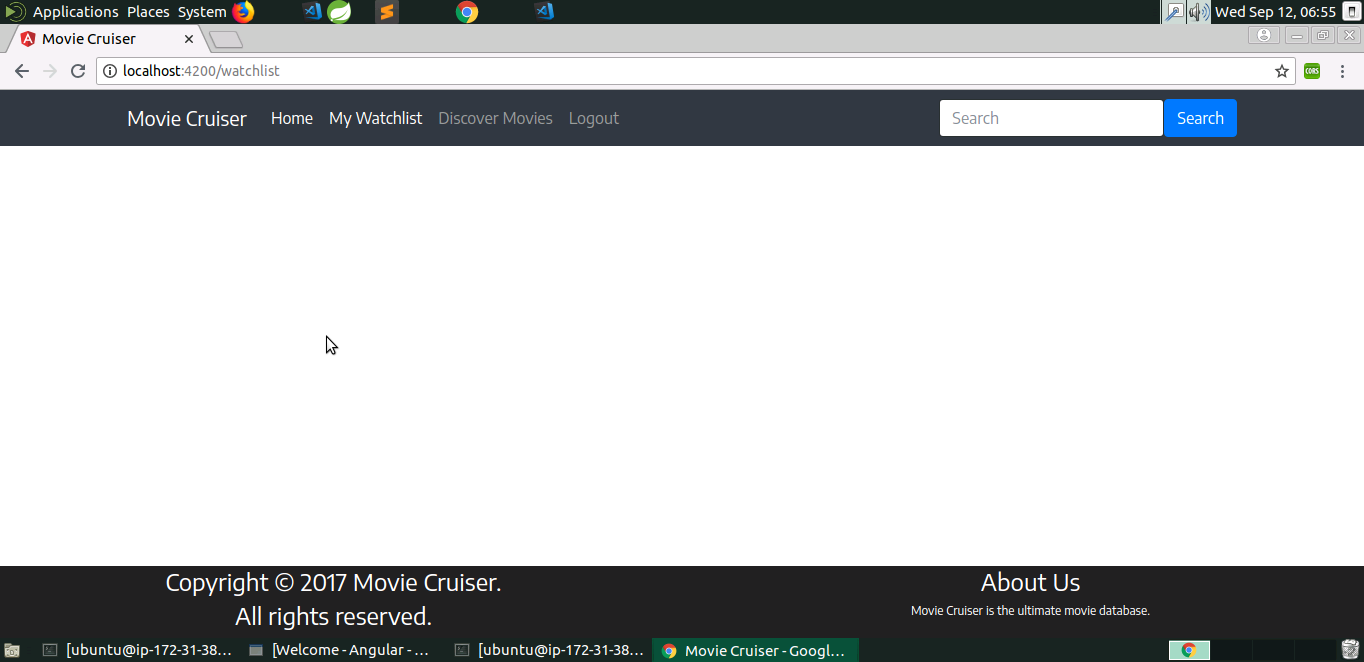 Applications Places System
Wed Sep 12, 06:55
Movie Cruiser
localhost:4200/watchlist
CORS
Movie Cruiser Home My Watchlist Discover Movies Logout Search Search
Copyright © 2017 Movie Cruiser.
All rights reserved.
About Us
Movie Cruiser is the ultimate movie database.
[ubuntu@ip-172-31-38... [Welcome - Angular - ... [ubuntu@ip-172-31-38... Movie Cruiser - Googl...